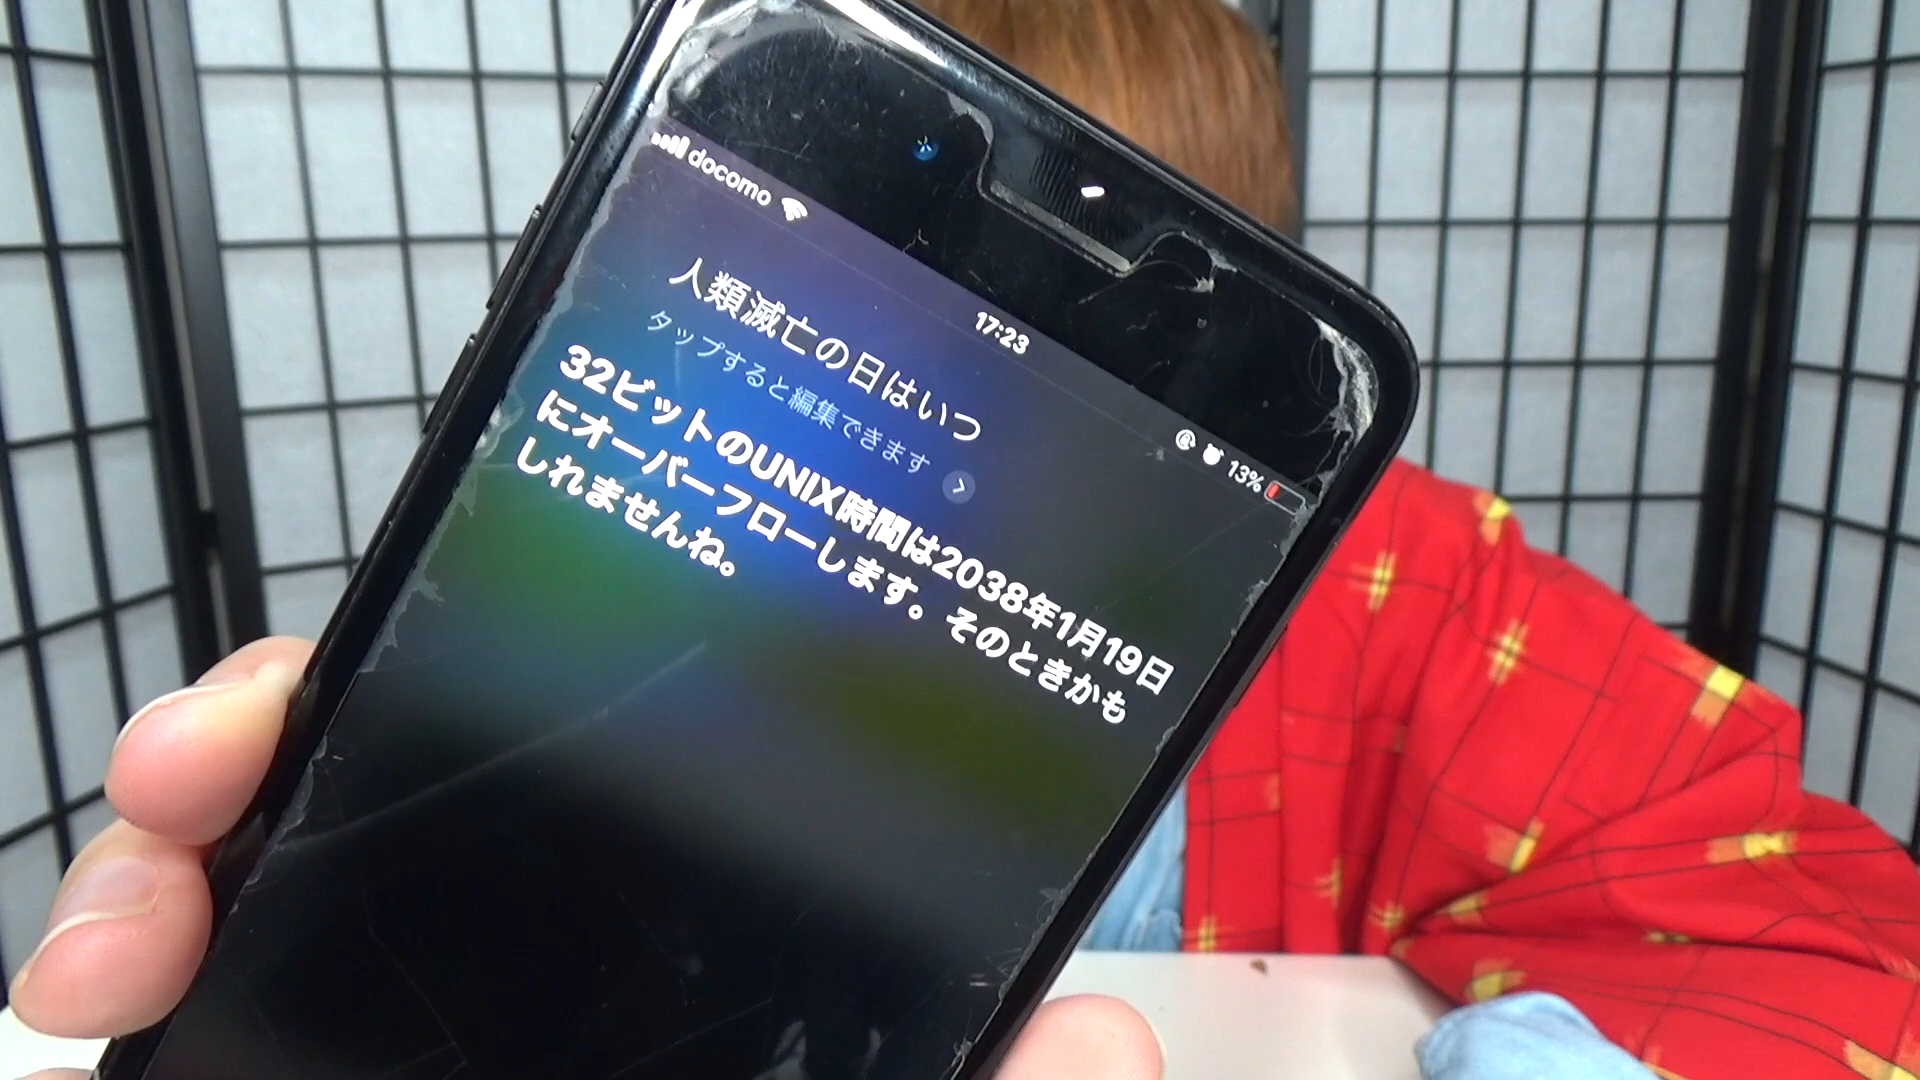 docomo
17:23
13%
人類滅亡の日はいつ
タップすると編集できます
32ビットのUNIX時間は2038年1月19日
にオーバーフローします。そのときかも
しれませんね。